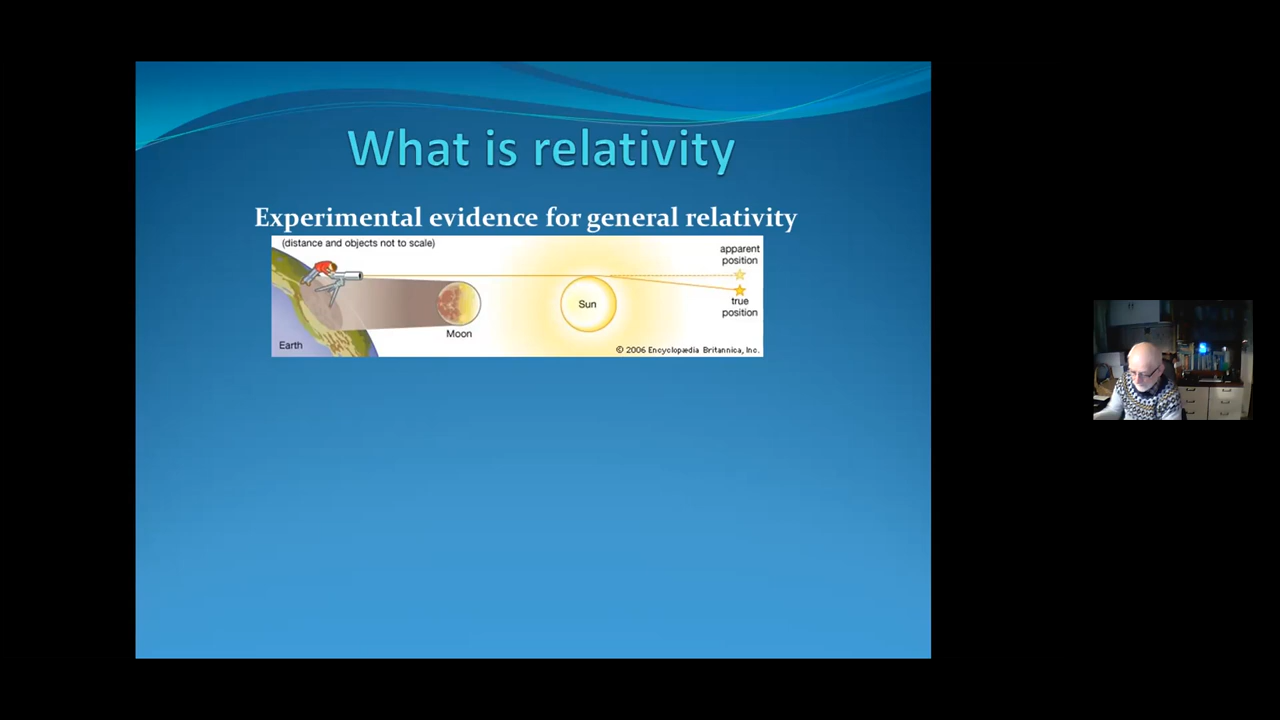 What is relativity
Experimental evidence for general relativity
(distance and objects not to scale)
apparent
position
Sun
true
position
Moon
Earth
© 2006 Encyclopædia Britannica, Inc.